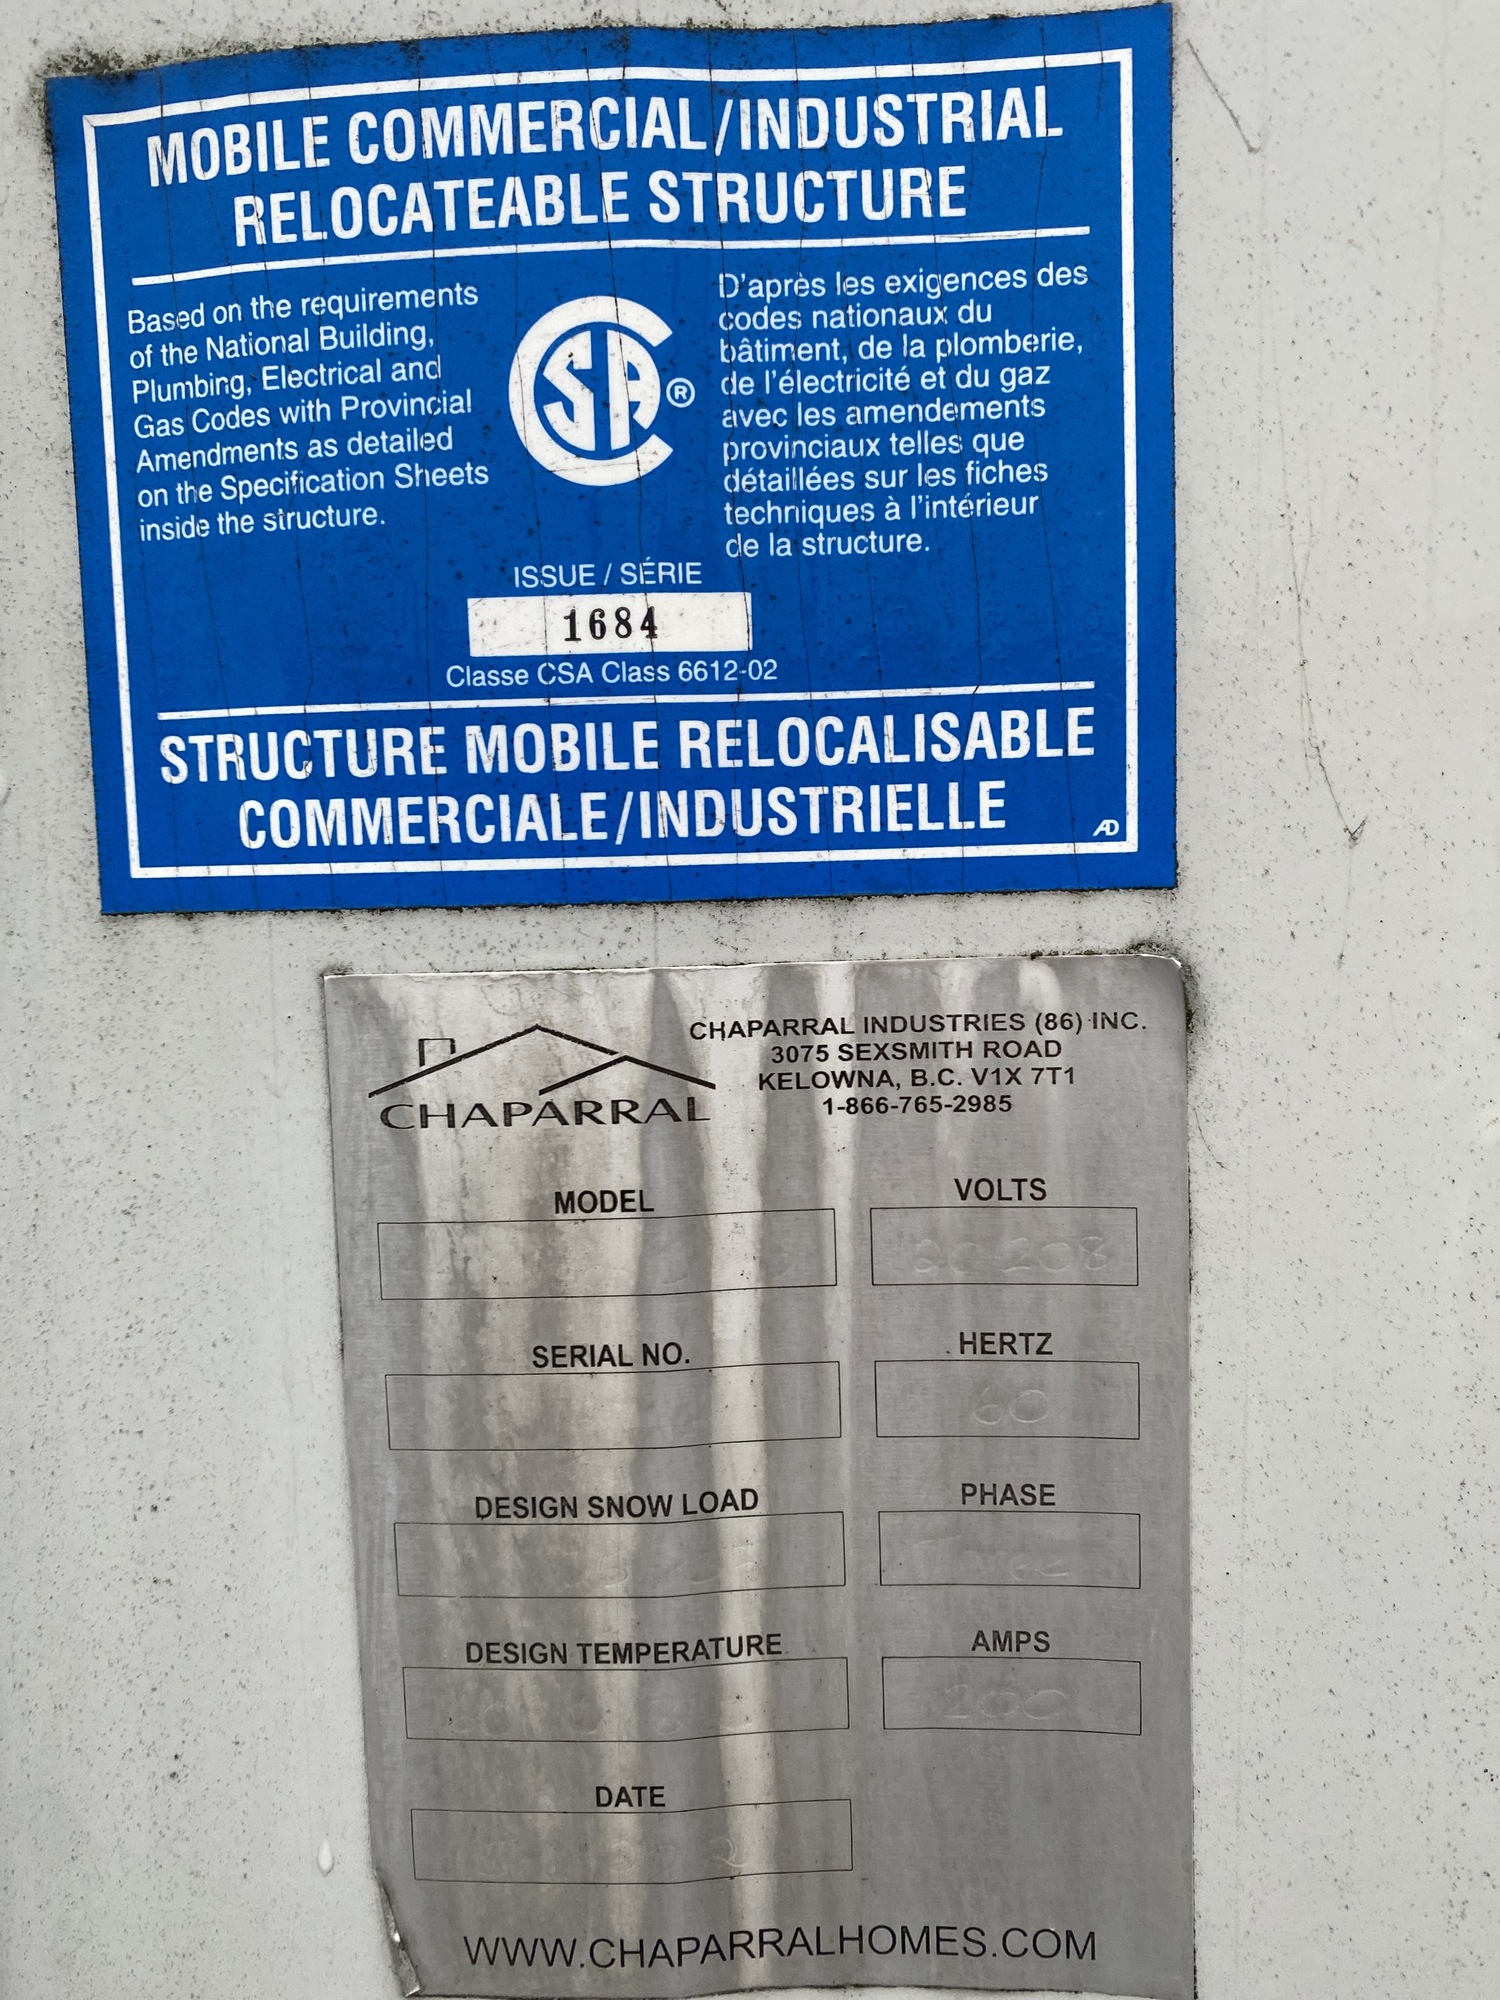 MOBILE COMMERCIAL/INDUSTRIAL
RELOCATEABLE STRUCTURE
Based on the requirements
of the National Building,
Plumbing, Electrical and
Gas Codes with Provincial
Amendments as detailed
on the Specification Sheets
inside the structure.
CSA®
D'après les exigences des
codes nationaux du
bâtiment, de la plomberie,
de l'électricité et du gaz
avec les amendements
provinciaux telles que
détaillées sur les fiches
techniques à l'intérieur
de la structure.
ISSUE / SÉRIE
1684
Classe CSA Class 6612-02
STRUCTURE MOBILE RELOCALISABLE
COMMERCIALE/INDUSTRIELLE
AD
CHAPARRAL
CHAPARRAL INDUSTRIES (86) INC.
3075 SEXSMITH ROAD
KELOWNA, B.C. V1X 7T1
1-866-765-2985
MODEL
VOLTS
208
SERIAL NO.
HERTZ
60
DESIGN SNOW LOAD
PHASE
DESIGN TEMPERATURE
AMPS
200
DATE
WWW.CHAPARRALHOMES.COM